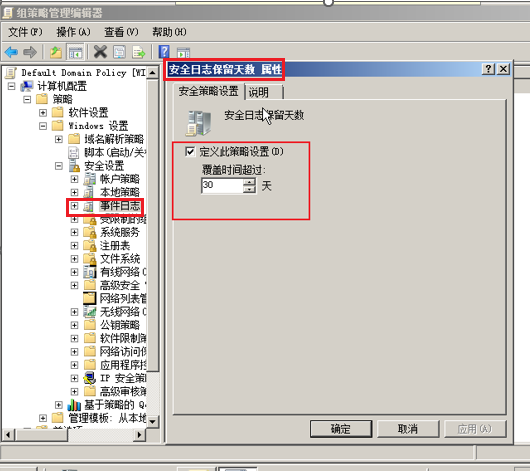 组策略管理编辑器
文件(F) 操作(A) 查看(V) 帮助(H)
Default Domain Policy [WI
计算机配置
策略
软件设置
Windows 设置
域名解析策略
脚本(启动/关
安全设置
帐户策略
本地策略
事件日志
受限制的
系统服务
注册表
文件系统
有线网络(
高级安全
网络列表管
无线网络(
公钥策略
软件限制策
网络访问保
应用程序控
IP 安全策
高级审核策
基于策略的 Q
管理模板: 从本地
安全日志保留天数 属性
安全策略设置 说明
安全日志保留天数
定义此策略设置(D)
覆盖时间超过:
30 天
确定 取消 应用(A)